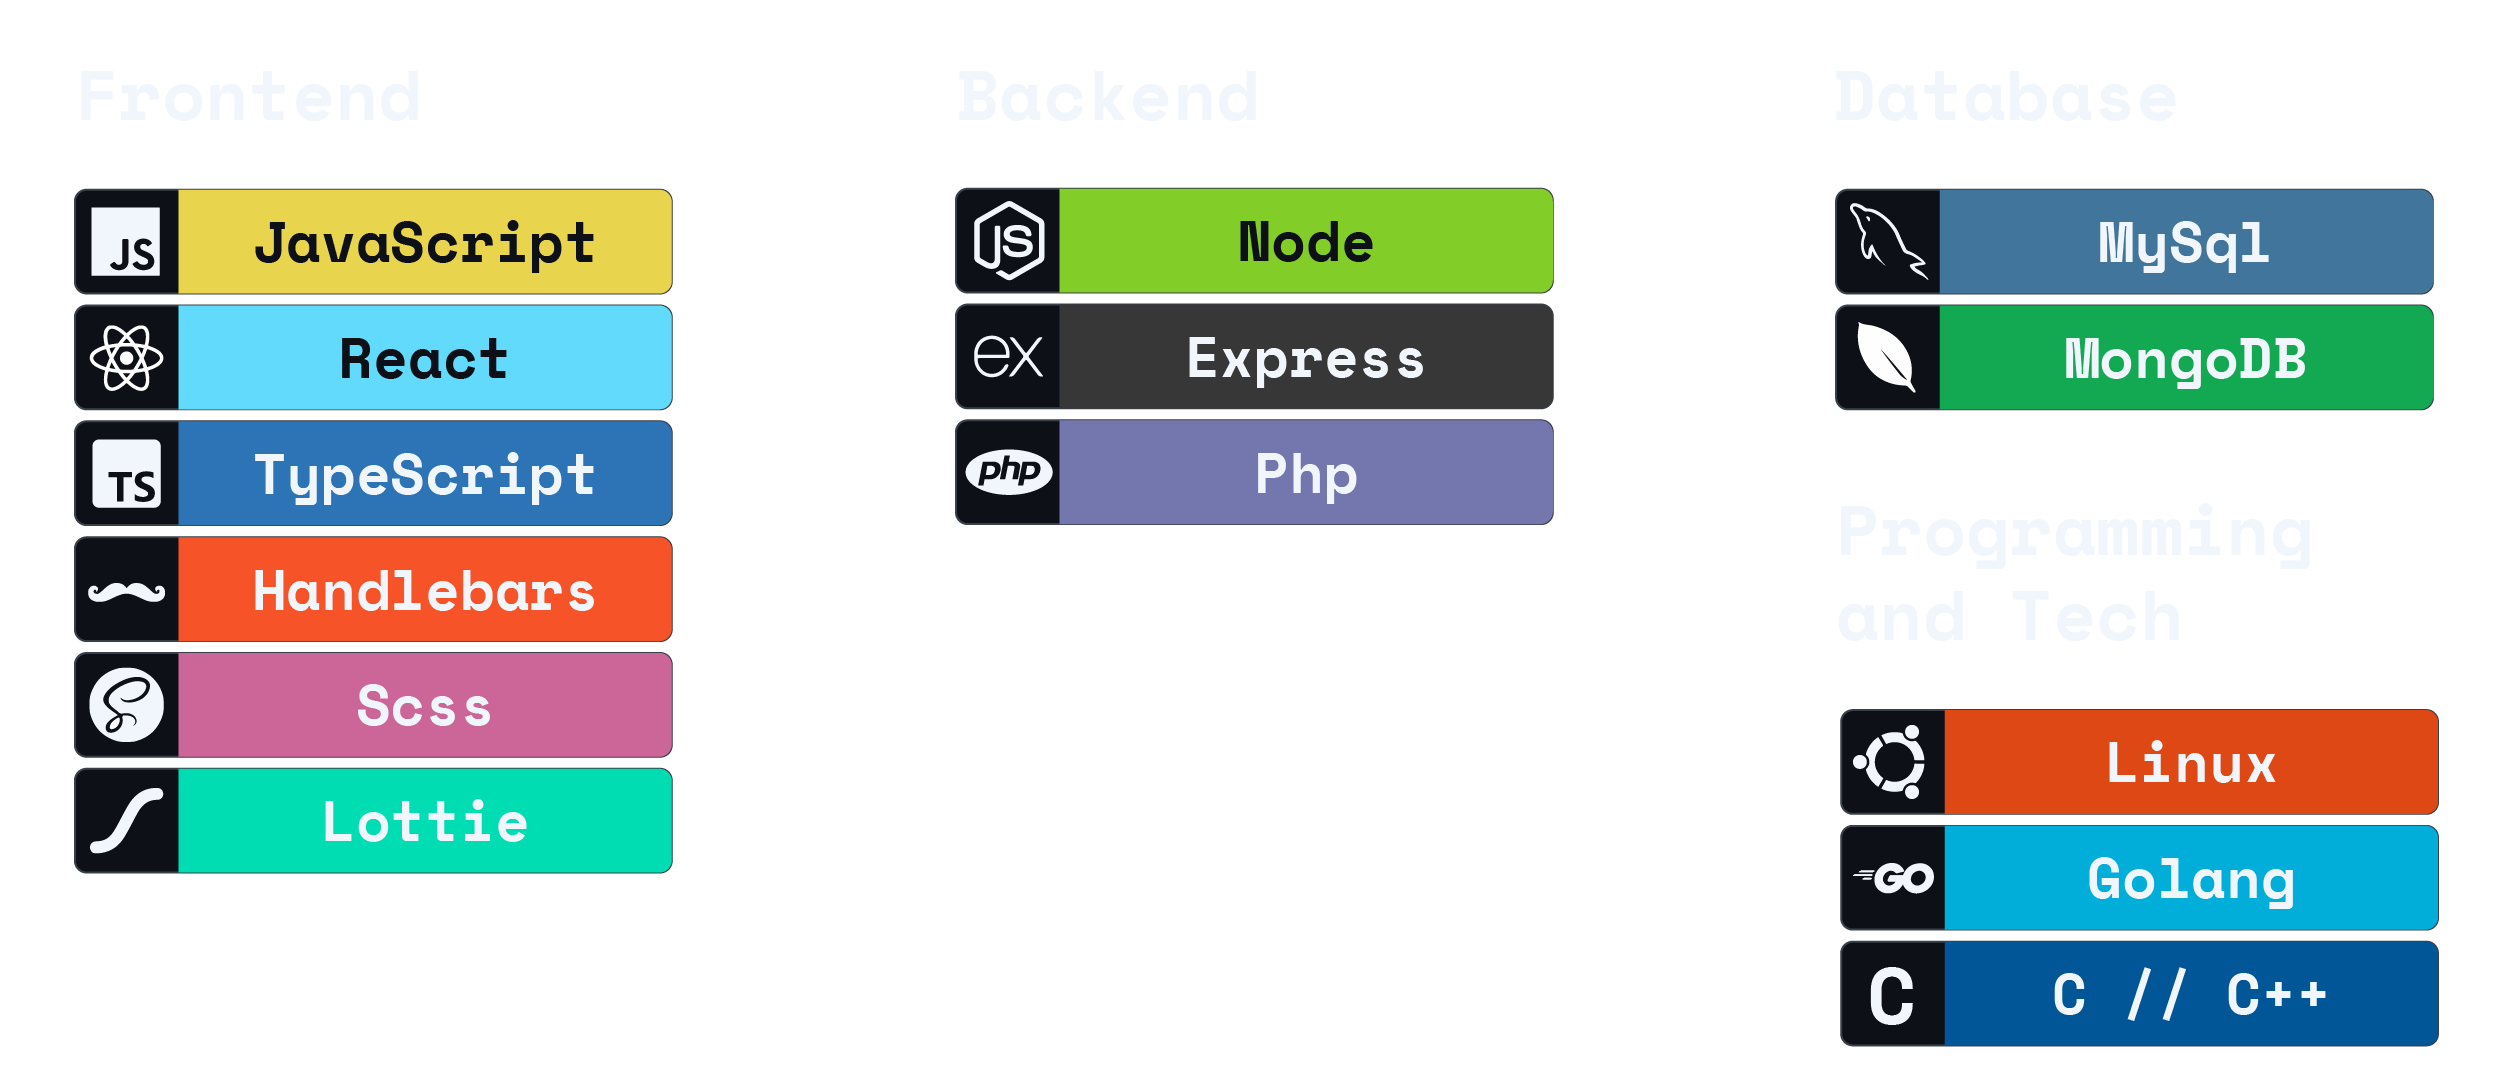 Frontend
JS JavaScript
React
TS TypeScript
Handlebars
Scss
Lottie
Backend
JS Node
ex Express
php Php
Database
MySql
MongoDB
Programming
and Tech
Linux
GO Golang
C C // C++